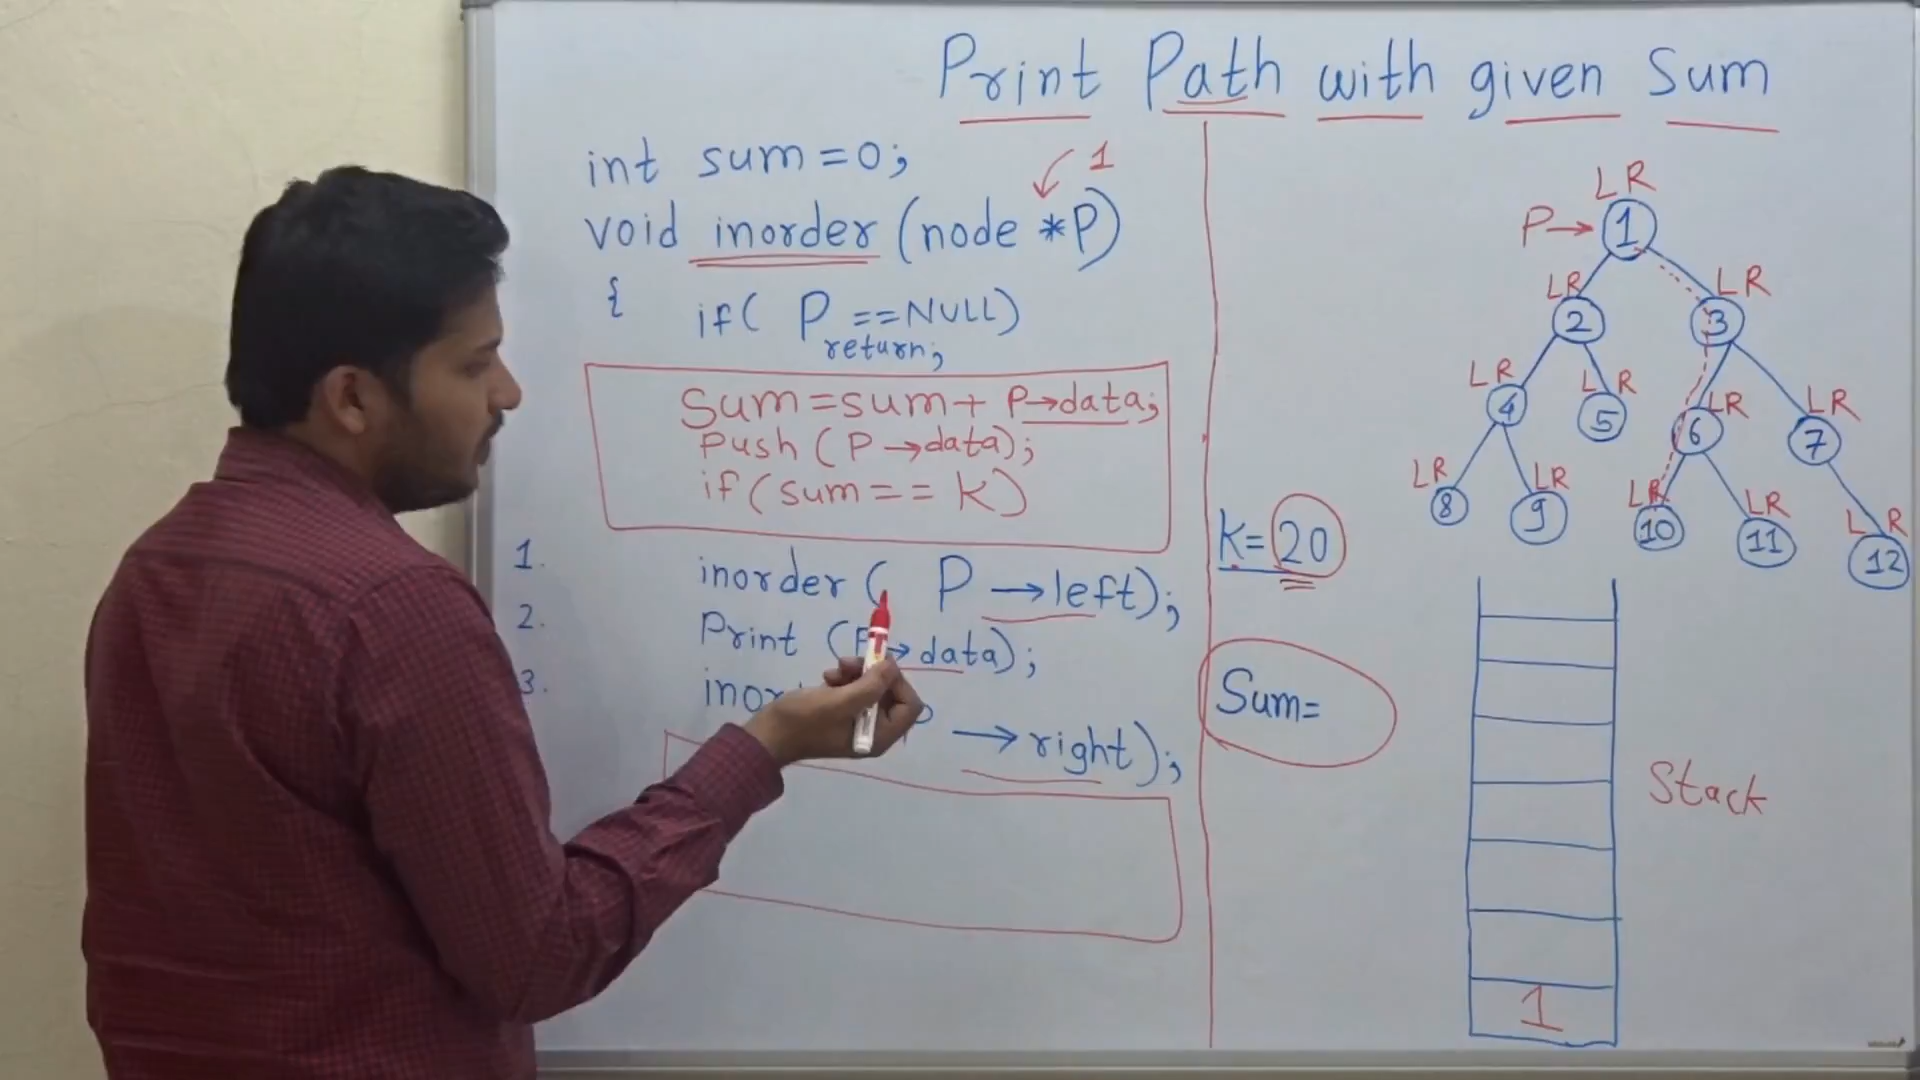 Print Path with given Sum
int sum=0;
1
void inorder (node *P)
{
if( P ==NULL)
return;
Sum=sum+ P→data;
Push (P→data);
if(sum== K)
1. inorder( P →left);
2. Print (P→data);
3.
→right);
K=20
Sum=
L R
P→ 1
L R L R
2 3
L R L R L R L R
4 5 6 7
L R L R L R L R L R
8 9 10 11 12
Stack
1